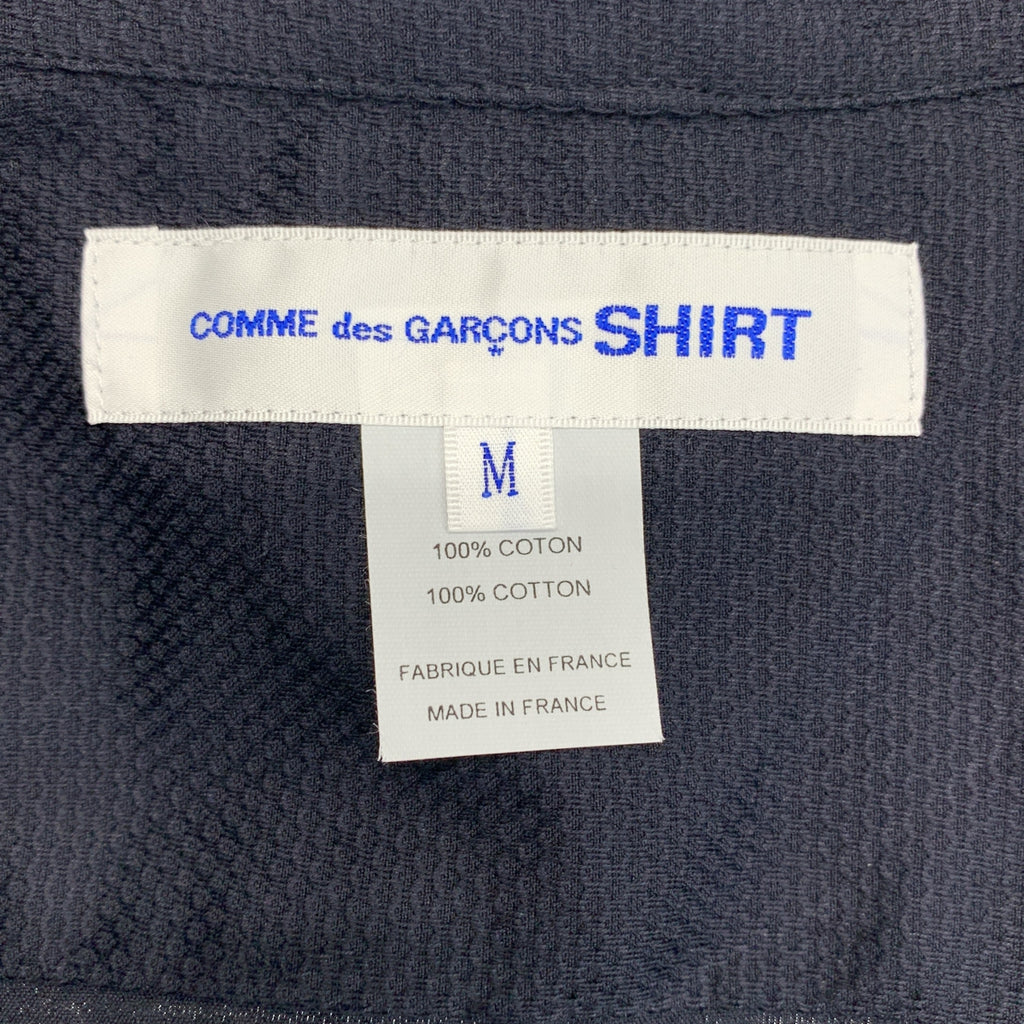 COMME des GARÇONS SHIRT
M
100% COTON
100% COTTON
FABRIQUE EN FRANCE
MADE IN FRANCE